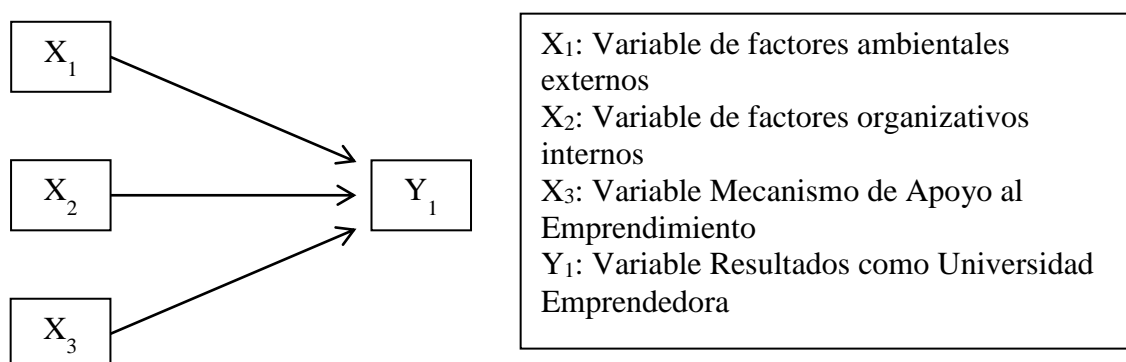 X₁
X₂
X₃
Y₁
X₁: Variable de factores ambientales
externos
X₂: Variable de factores organizativos
internos
X₃: Variable Mecanismo de Apoyo al
Emprendimiento
Y₁: Variable Resultados como Universidad
Emprendedora